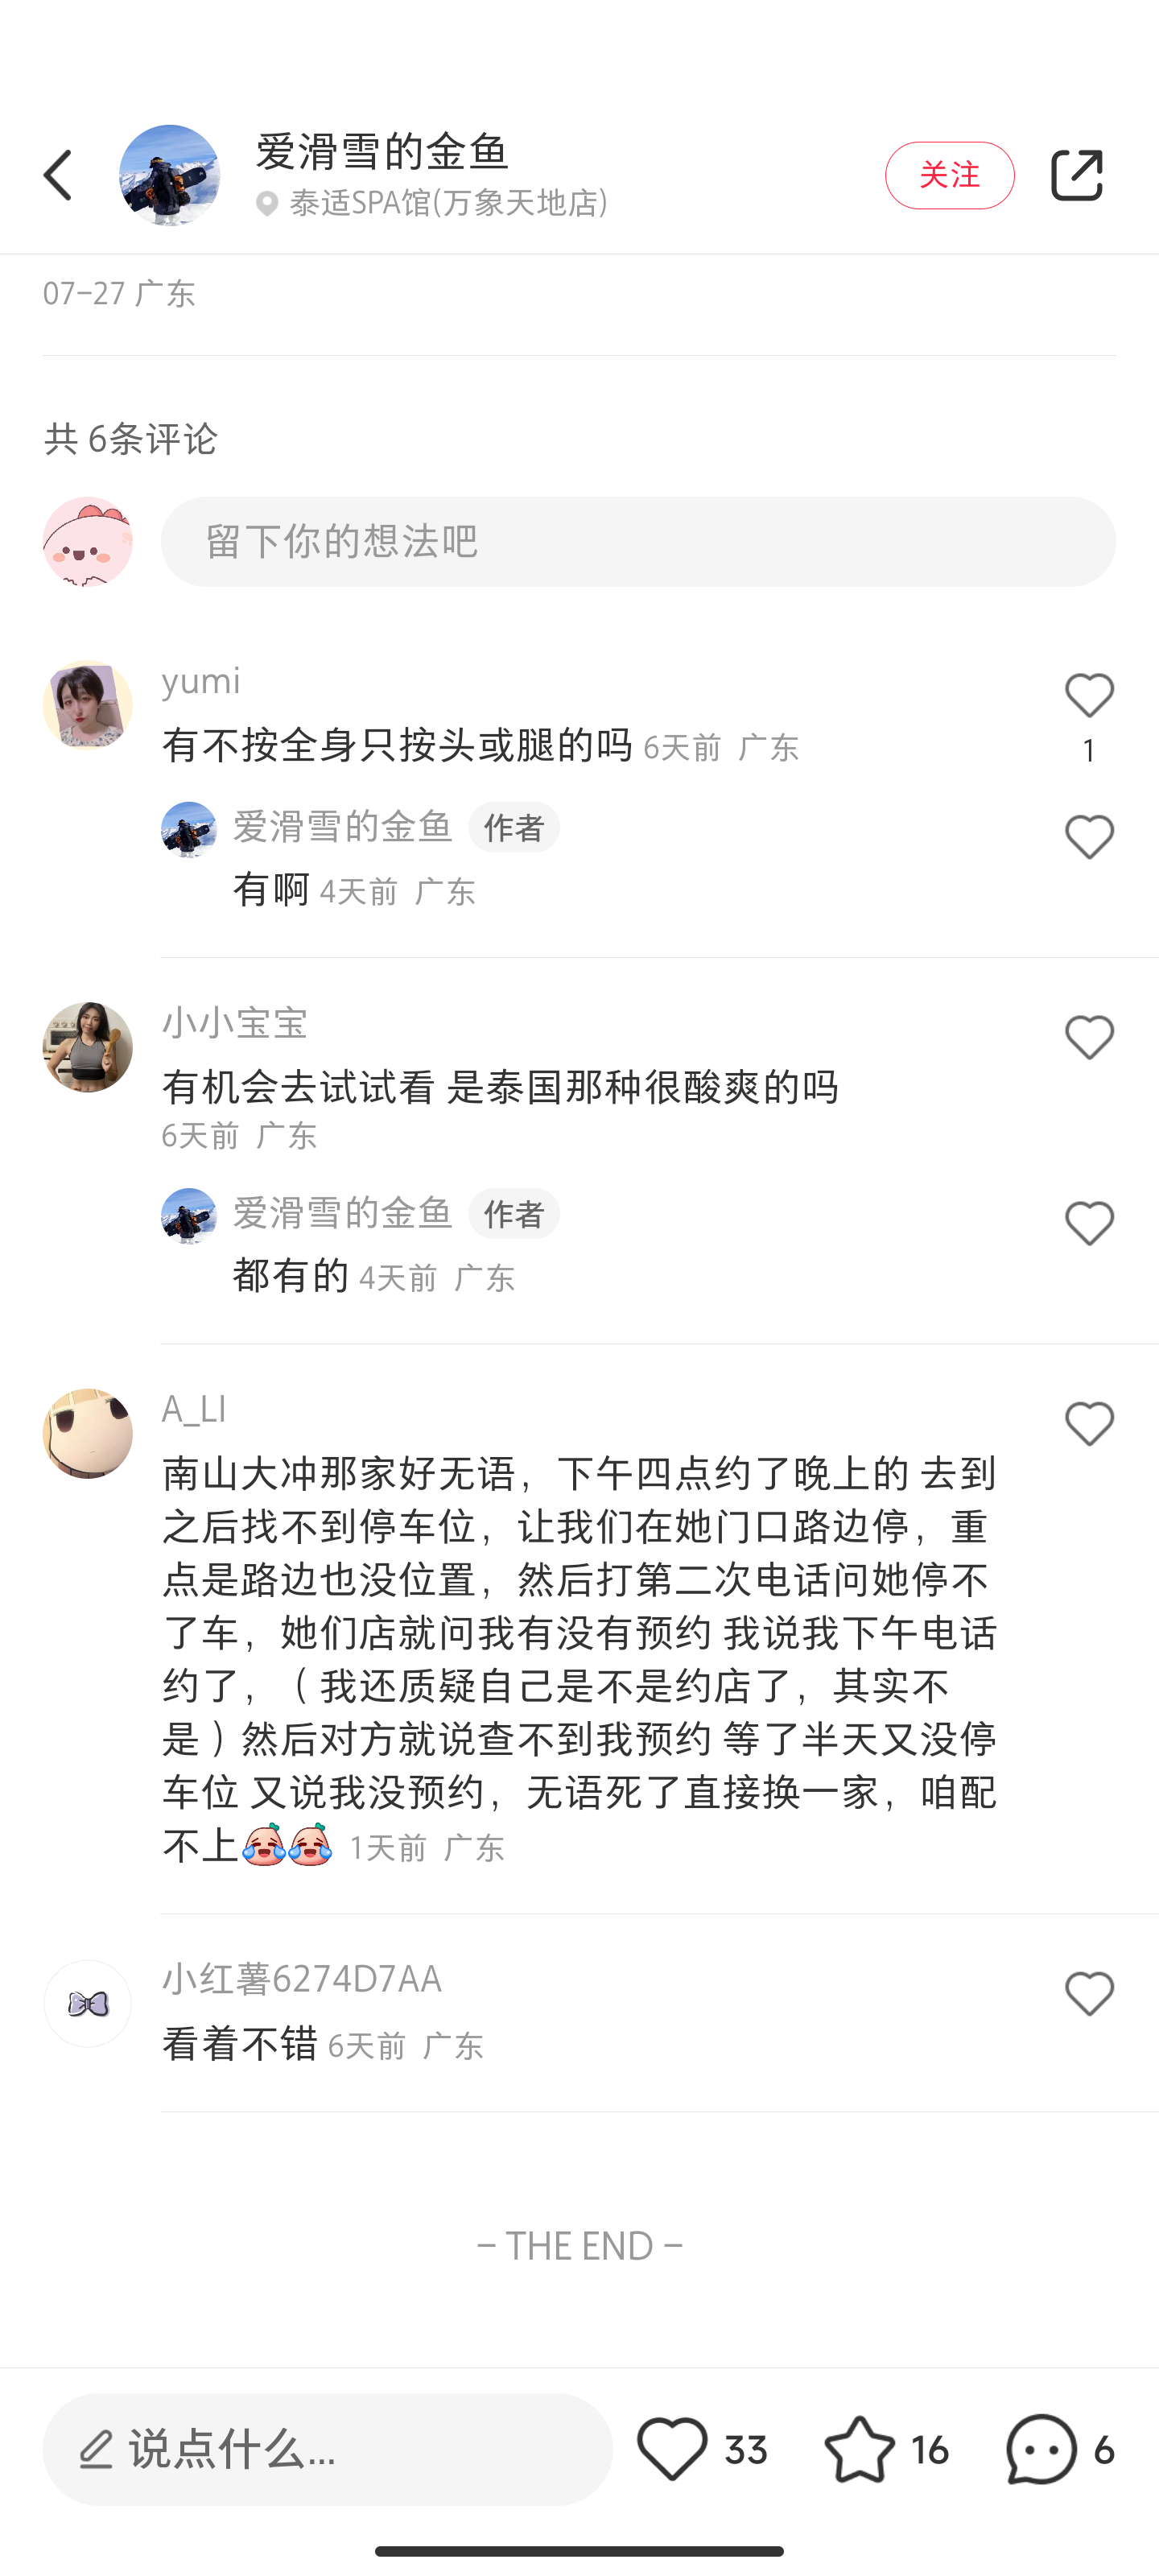 爱滑雪的金鱼
泰适SPA馆(万象天地店)
关注
07-27 广东
共 6条评论
留下你的想法吧
yumi
有不按全身只按头或腿的吗 6天前 广东
1
爱滑雪的金鱼 作者
有啊 4天前 广东
小小宝宝
有机会去试试看 是泰国那种很酸爽的吗
6天前 广东
爱滑雪的金鱼 作者
都有的 4天前 广东
A_LI
南山大冲那家好无语，下午四点约了晚上的 去到
之后找不到停车位，让我们在她门口路边停，重
点是路边也没位置，然后打第二次电话问她停不
了车，她们店就问我有没有预约 我说我下午电话
约了，（我还质疑自己是不是约店了，其实不
是）然后对方就说查不到我预约 等了半天又没停
车位 又说我没预约，无语死了直接换一家，咱配
不上 1天前 广东
小红薯6274D7AA
看着不错 6天前 广东
- THE END -
说点什么...
33
16
6